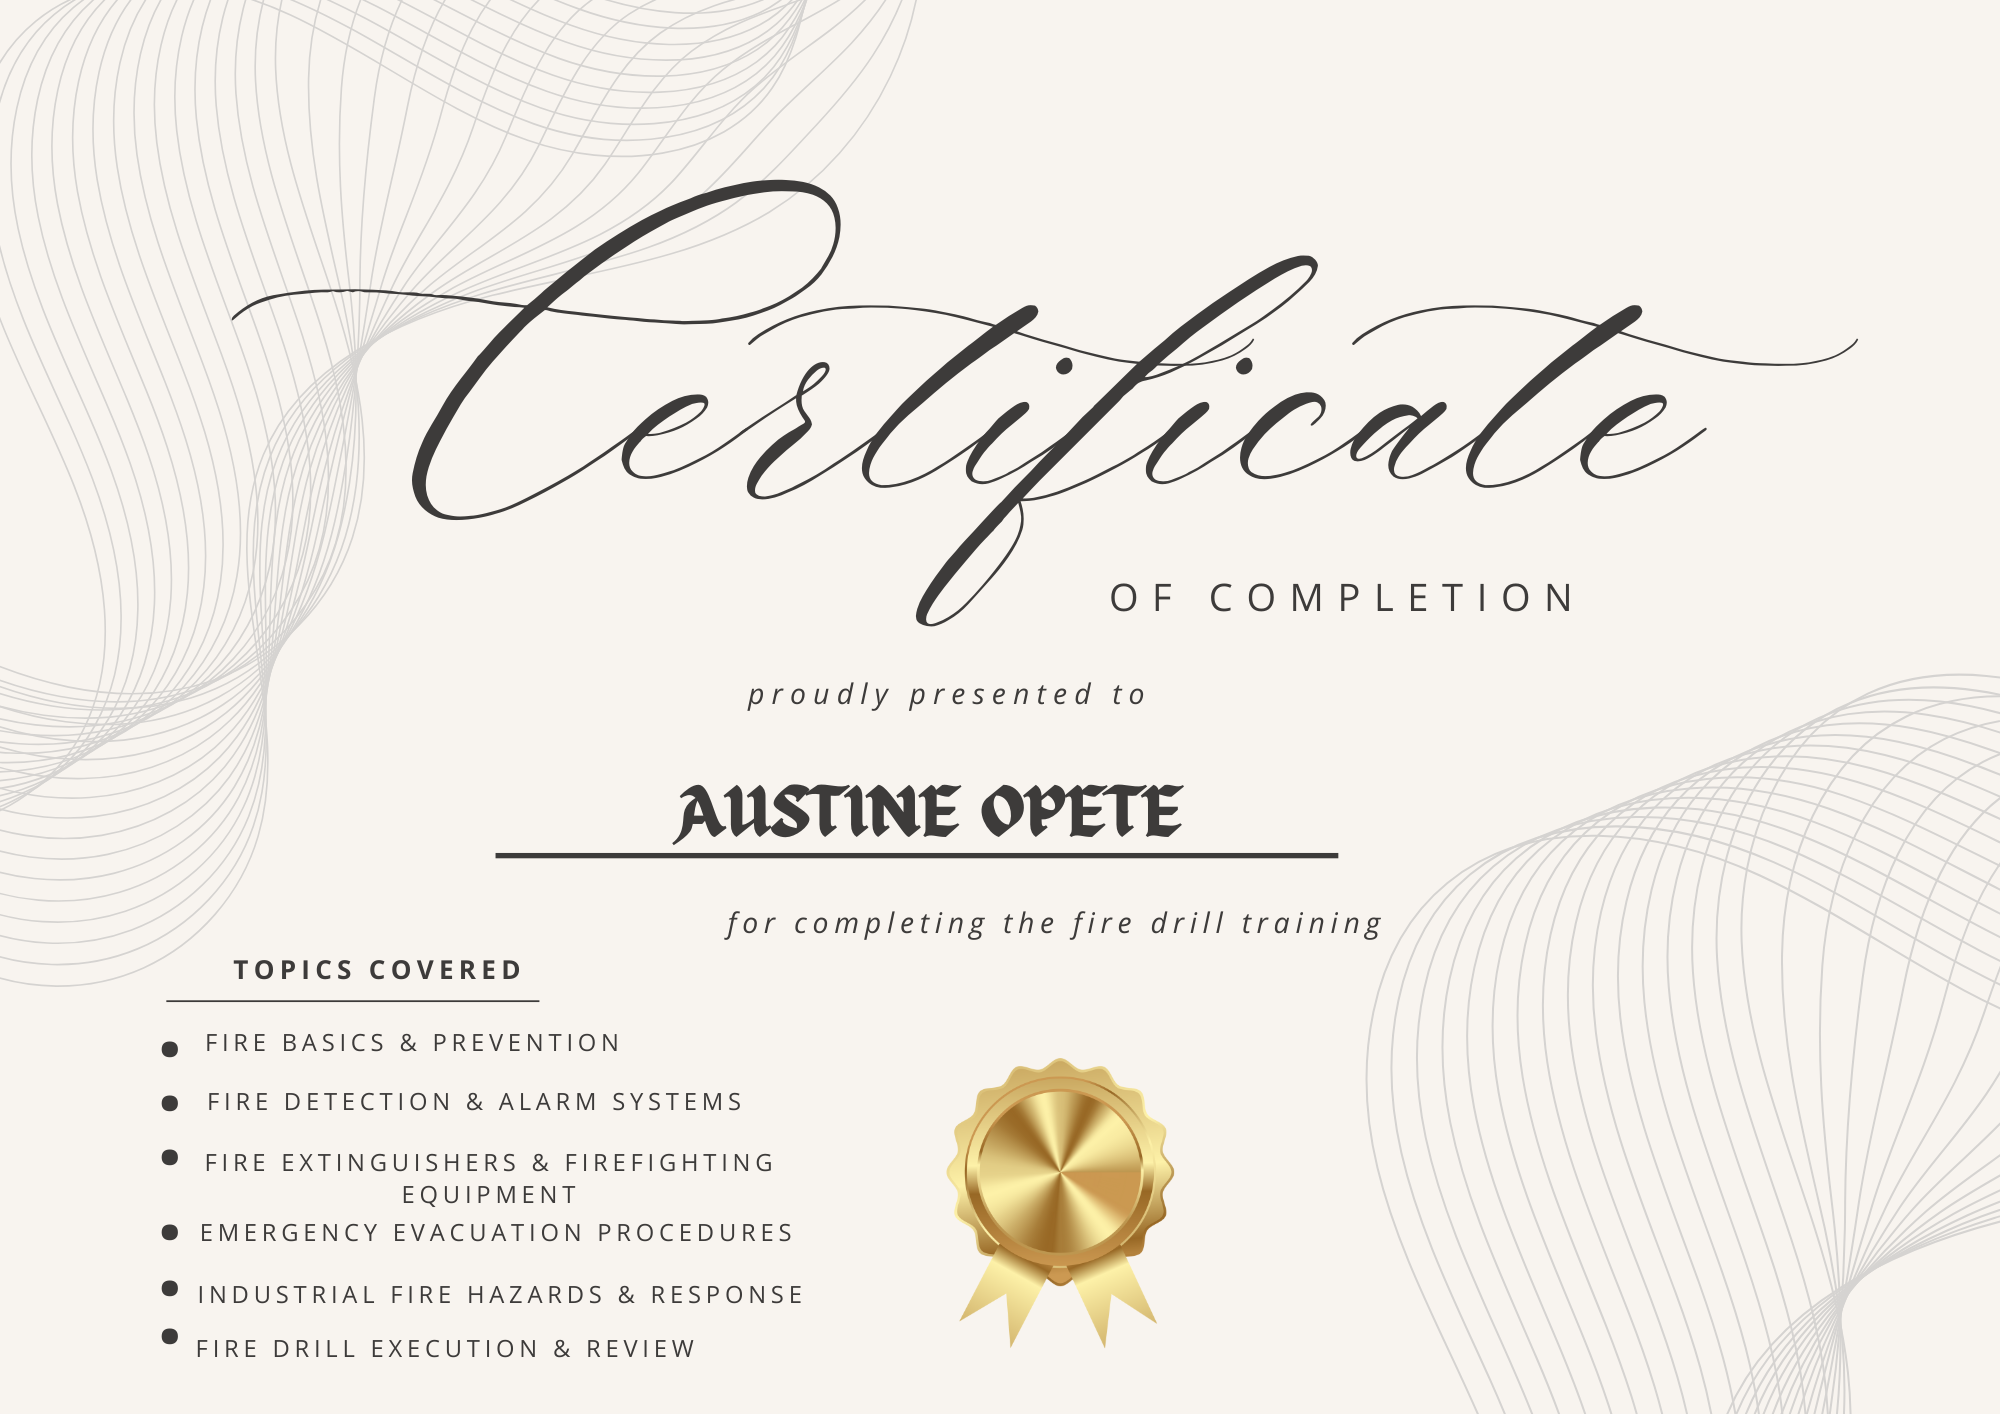 Certificate
OF COMPLETION
proudly presented to
AUSTINE OPETE
for completing the fire drill training
TOPICS COVERED
FIRE BASICS & PREVENTION
FIRE DETECTION & ALARM SYSTEMS
FIRE EXTINGUISHERS & FIREFIGHTING
EQUIPMENT
EMERGENCY EVACUATION PROCEDURES
INDUSTRIAL FIRE HAZARDS & RESPONSE
FIRE DRILL EXECUTION & REVIEW